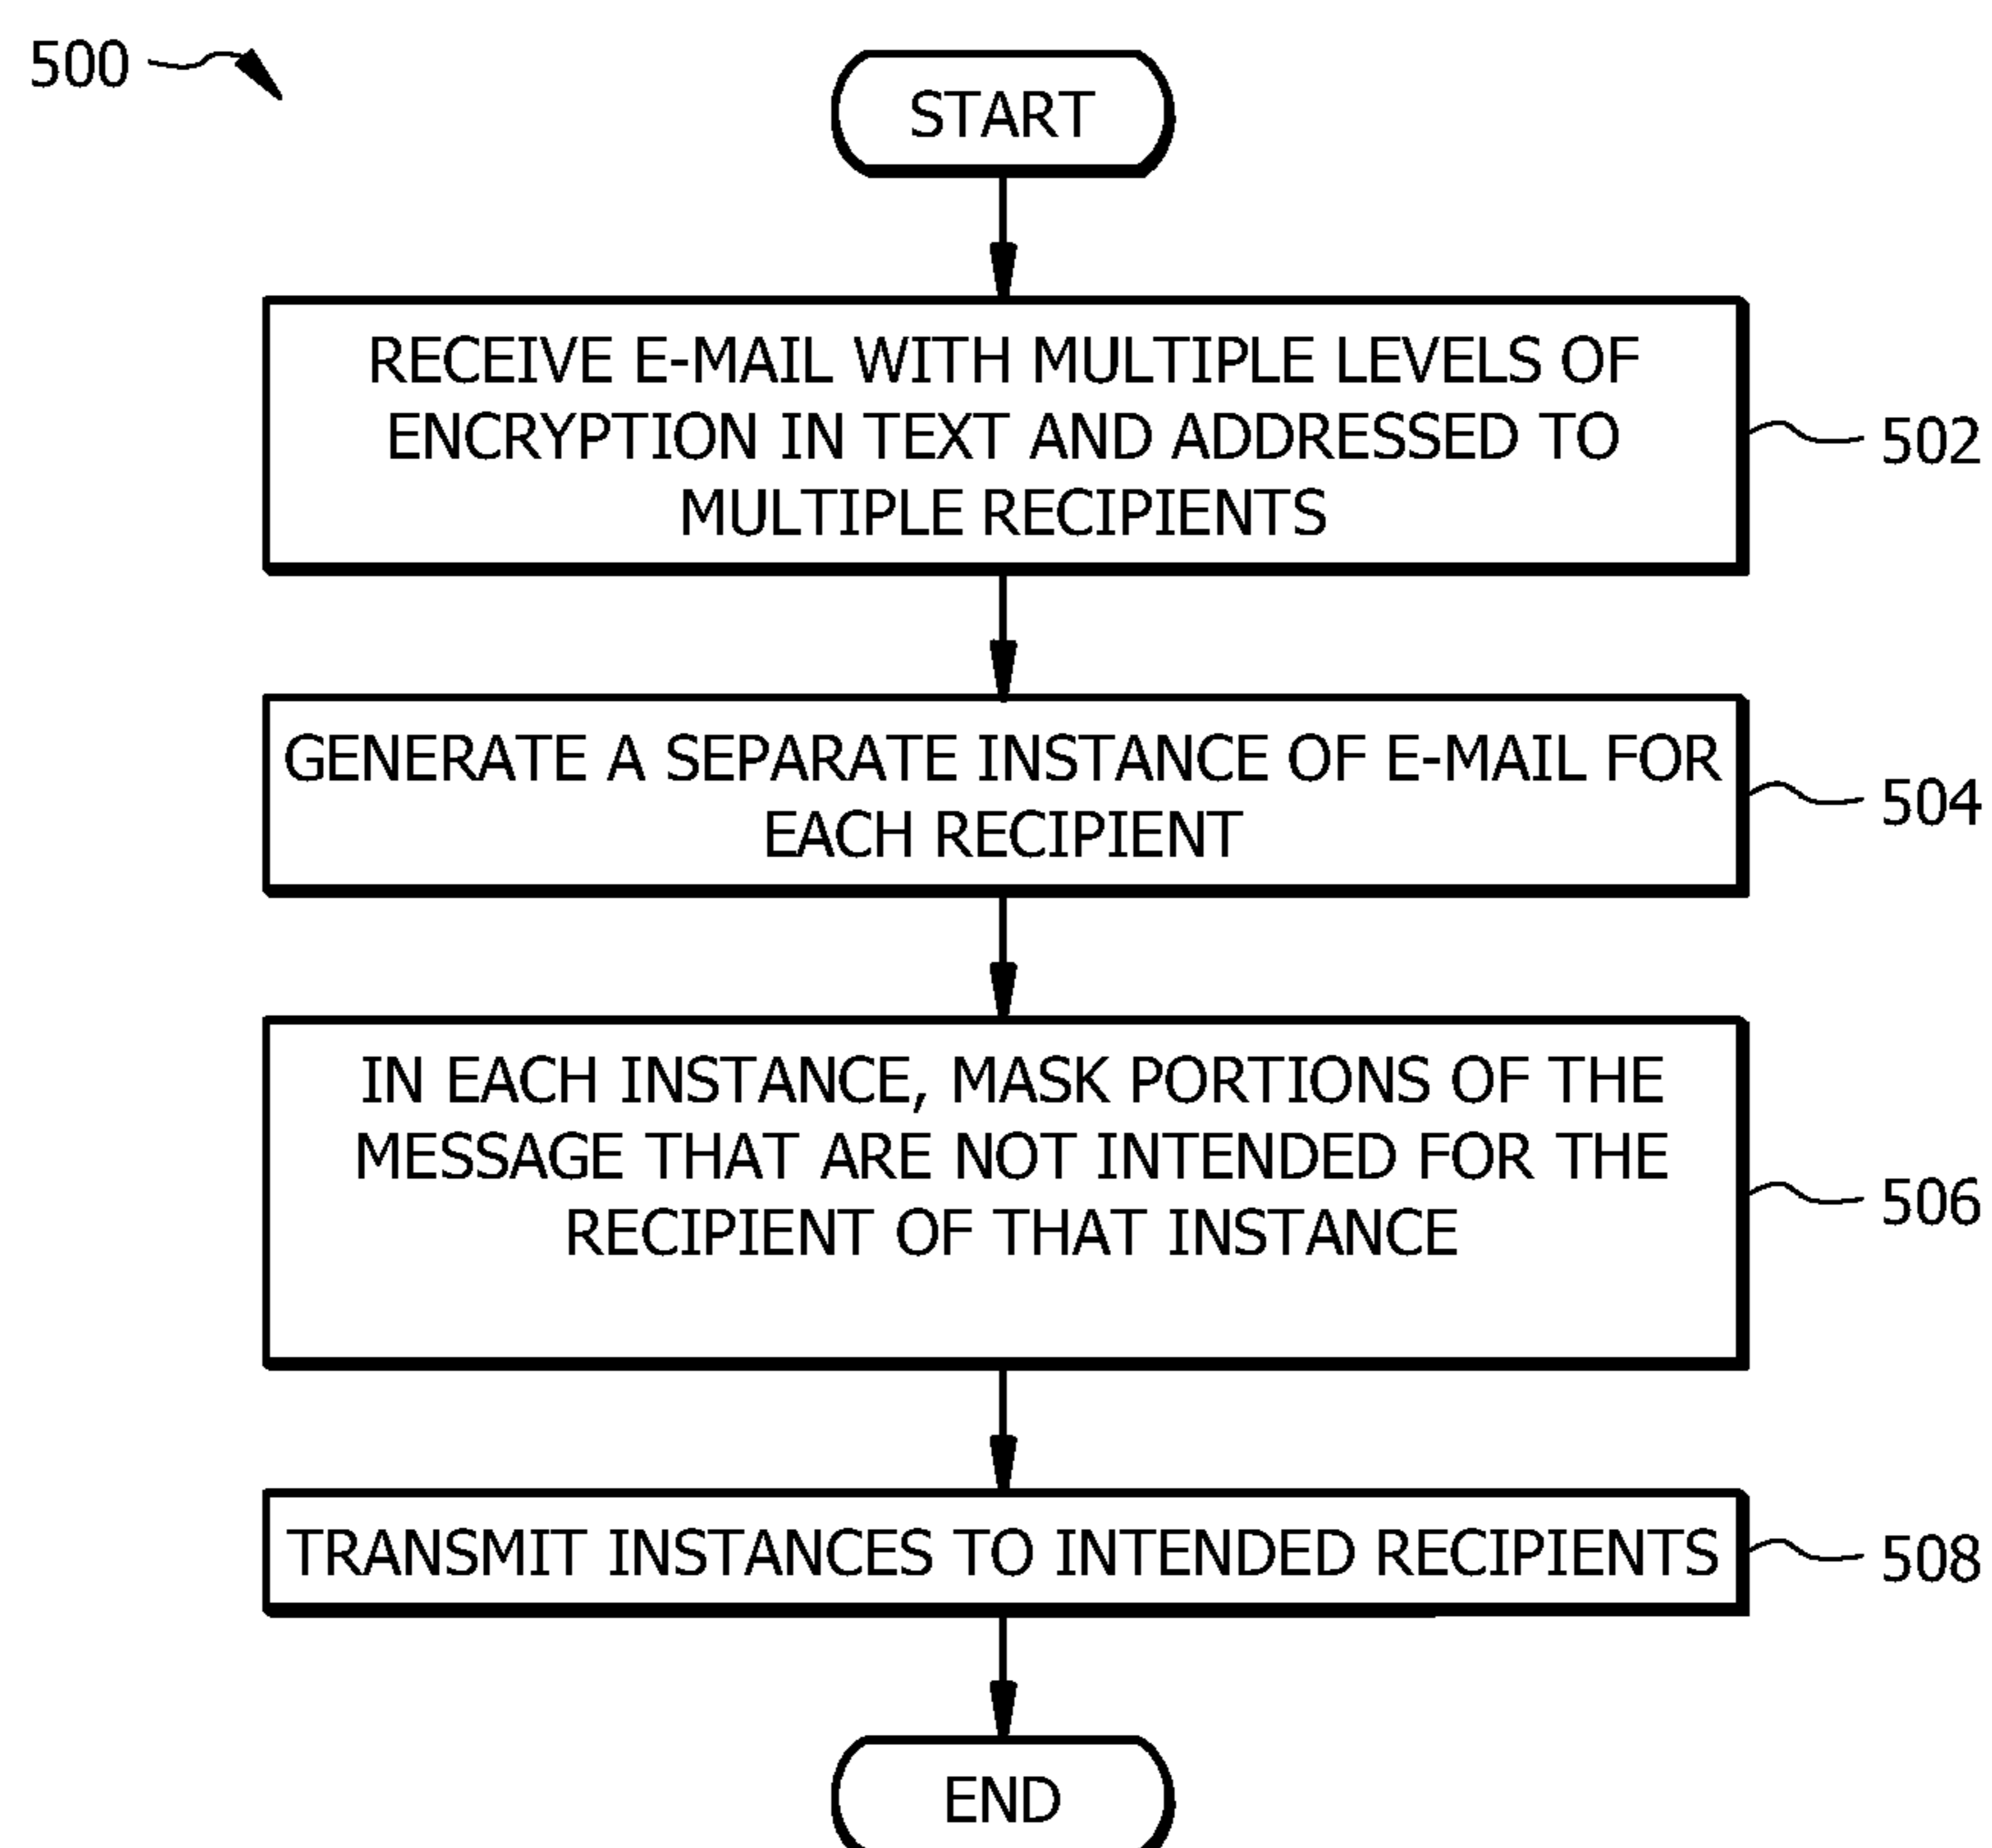 500
START
RECEIVE E-MAIL WITH MULTIPLE LEVELS OF
ENCRYPTION IN TEXT AND ADDRESSED TO
MULTIPLE RECIPIENTS
502
GENERATE A SEPARATE INSTANCE OF E-MAIL FOR
EACH RECIPIENT
504
IN EACH INSTANCE, MASK PORTIONS OF THE
MESSAGE THAT ARE NOT INTENDED FOR THE
RECIPIENT OF THAT INSTANCE
506
TRANSMIT INSTANCES TO INTENDED RECIPIENTS
508
END